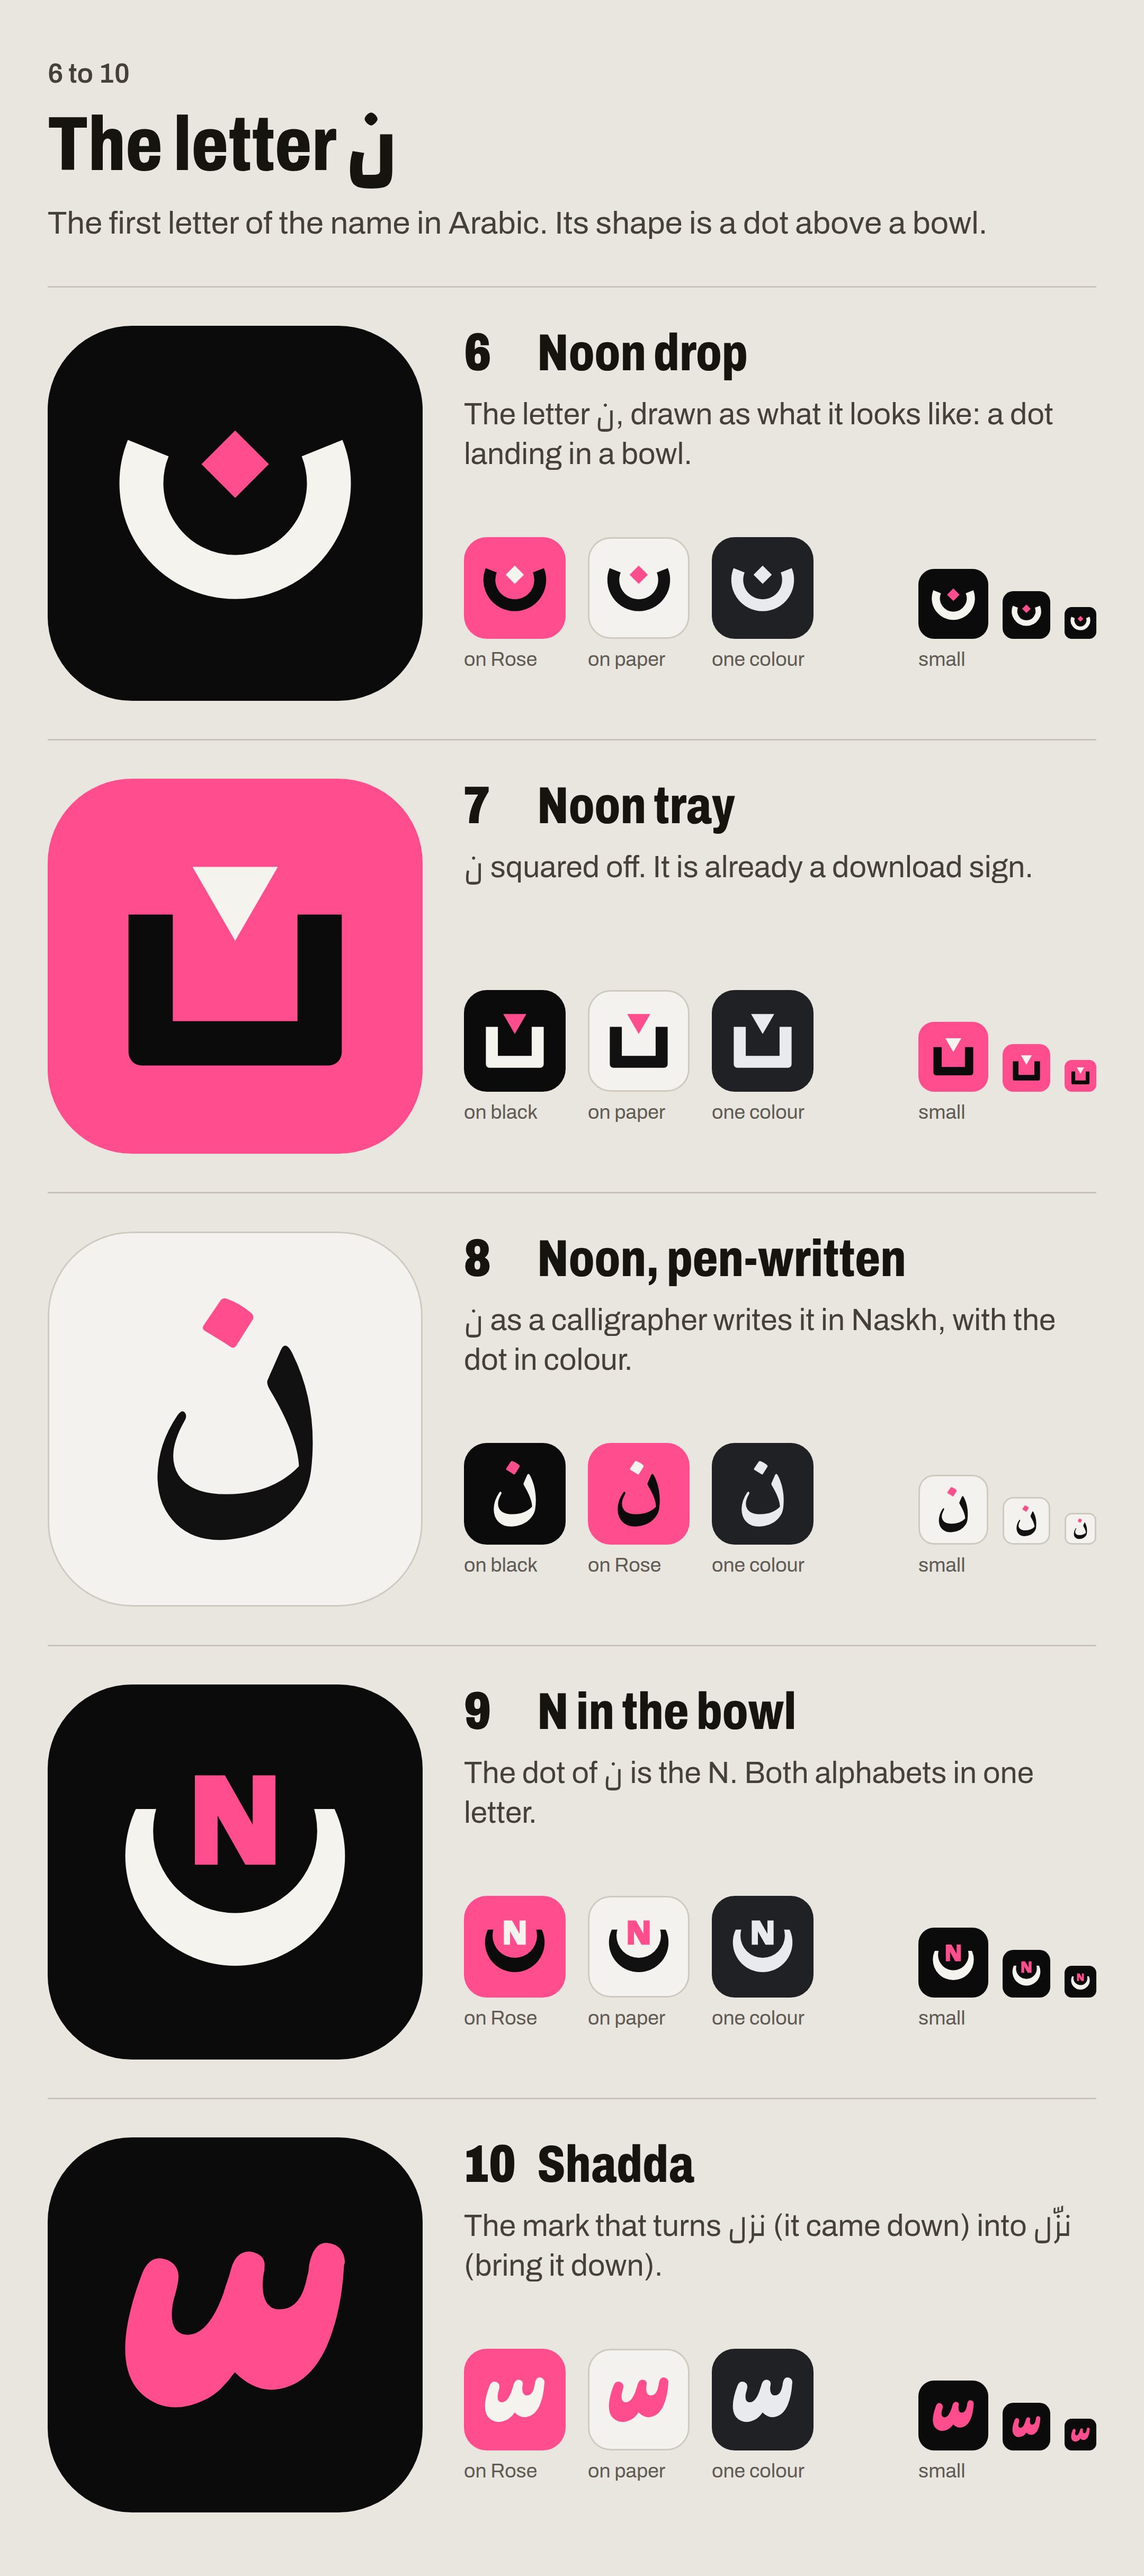 6 to 10
The letter ن
The first letter of the name in Arabic. Its shape is a dot above a bowl.
6 Noon drop
The letter ن, drawn as what it looks like: a dot
landing in a bowl.
on Rose
on paper
one colour
small
7 Noon tray
ن squared off. It is already a download sign.
on black
on paper
one colour
small
ن
8 Noon, pen-written
ن as a calligrapher writes it in Naskh, with the
dot in colour.
ن ن ن ن ن ن
on black
on Rose
one colour
small
N
9 N in the bowl
The dot of ن is the N. Both alphabets in one
letter.
N N N N N N
on Rose
on paper
one colour
small
10 Shadda
The mark that turns نزل (it came down) into نزّل
(bring it down).
on Rose
on paper
one colour
small